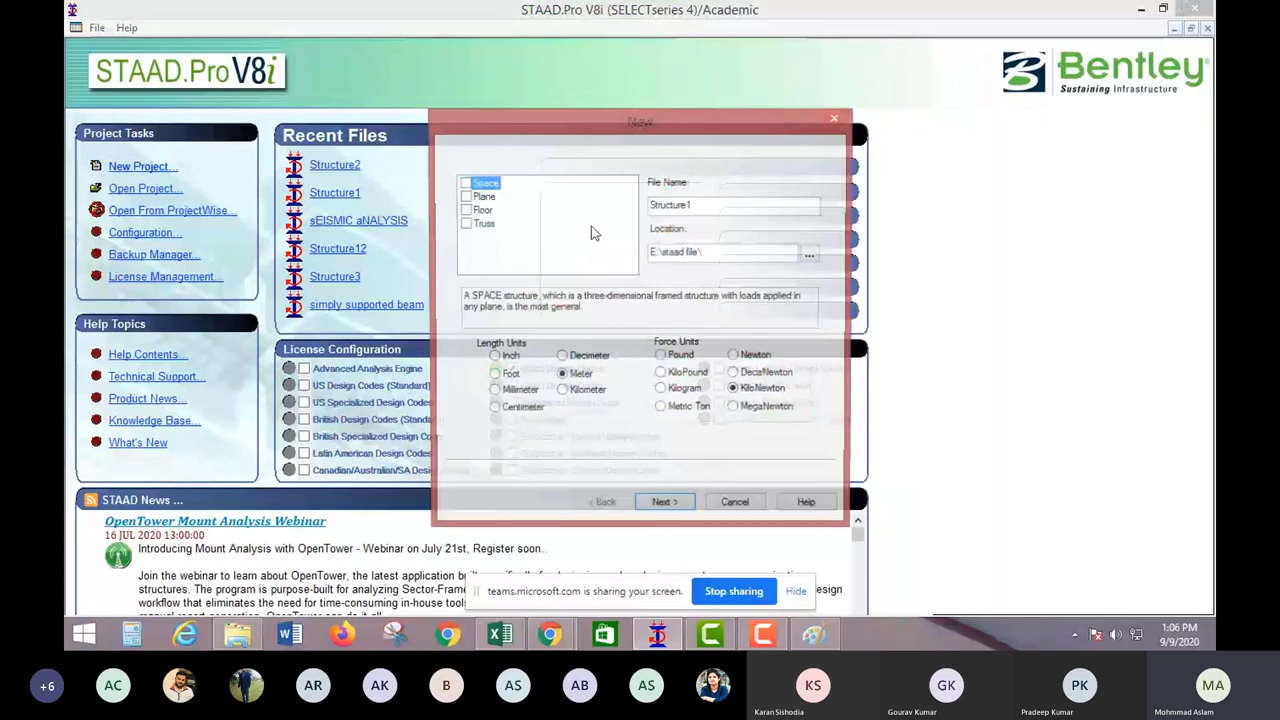 STAAD.Pro V8i (SELECTseries 4)/Academic
File Help
STAAD.Pro V8i
Bentley
Sustaining Infrastructure
Project Tasks
New Project...
Open Project...
Open From ProjectWise...
Configuration...
Backup Manager...
License Management...
Help Topics
Help Contents...
Technical Support...
Product News...
Knowledge Base...
What's New
Recent Files
Structure2
Structure1
sEISMIC aNALYSIS
Structure12
Structure3
simply supported beam
License Configuration
Advanced Analysis Engine
US Design Codes (Standard)
US Specialized Design Codes
British Design Codes (Standa
British Specialized Design Co
Latin American Design Codes
Canadian/Australian/SA Desi
New
Space
Plane
Floor
Truss
File Name:
Structure1
Location.
E:\staad file\
...
A SPACE structure, which is a three-dimensional framed structure with loads applied in
any plane, is the most general.
Length Units
Inch Decimeter
Foot Meter
Millimeter Kilometer
Centimeter
Force Units
Pound Newton
KiloPound DecaNewton
Kilogram KiloNewton
Metric Ton MegaNewton
< Back Next > Cancel Help
STAAD News ...
OpenTower Mount Analysis Webinar
16 JUL 2020 13:00:00
Introducing Mount Analysis with OpenTower - Webinar on July 21st, Register soon..
Join the webinar to learn about OpenTower, the latest application
structures. The program is purpose-built for analyzing Sector-Fram
workflow that eliminates the need for time-consuming in-house tool
design
teams.microsoft.com is sharing your screen. Stop sharing Hide
1:06 PM
9/9/2020
+6 AC AR AK B AS AB AS KS GK PK MA
Karan Sishodia Gourav Kumar Pradeep Kumar Mohmmad Aslam